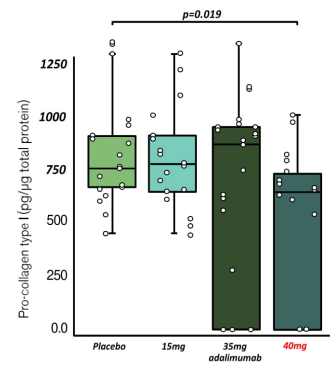 p=0.019
Pro-collagen type I(pg/µg total protein)
1250
1000
750
500
250
0.0
Placebo
15mg
35mg
adalimumab
40mg